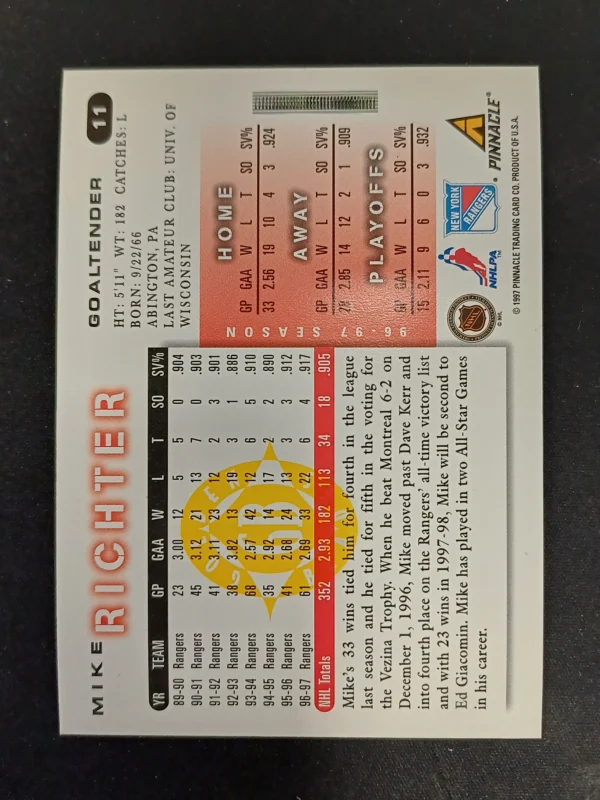 MIKE
RICHTER
GOALTENDER 11
HT: 5'11" WT: 182 CATCHES: L
BORN: 9/22/66
ABINGTON, PA
LAST AMATEUR CLUB: UNIV. OF
WISCONSIN
YR TEAM GP GAA W L T SO SV%
89-90 Rangers 23 3.00 12 5 5 0 .904
90-91 Rangers 45 3.12 21 13 7 0 .903
91-92 Rangers 41 3.11 23 12 2 3 .901
92-93 Rangers 38 3.82 13 19 3 1 .886
93-94 Rangers 68 2.57 42 12 6 5 .910
94-95 Rangers 35 2.92 14 17 2 2 .890
95-96 Rangers 41 2.68 24 13 3 3 .912
96-97 Rangers 61 2.69 33 22 6 4 .917
NHL Totals 352 2.93 182 113 34 18 .905
Mike's 33 wins tied him for fourth in the league
last season and he tied for fifth in the voting for
the Vezina Trophy. When he beat Montreal 6-2 on
December 1, 1996, Mike moved past Dave Kerr and
into fourth place on the Rangers' all-time victory list
and with 23 wins in 1997-98, Mike will be second to
Ed Giacomin. Mike has played in two All-Star Games
in his career.
96-97 SEASON
HOME
GP GAA W L T SO SV%
33 2.56 19 10 4 3 .924
AWAY
GP GAA W L T SO SV%
28 2.85 14 12 2 1 .909
PLAYOFFS
GP GAA W L T SO SV%
15 2.11 9 6 0 3 .932
© NHL
NHLPA
NEW YORK
RANGERS
PINNACLE
© 1997 PINNACLE TRADING CARD CO. PRODUCT OF U.S.A.